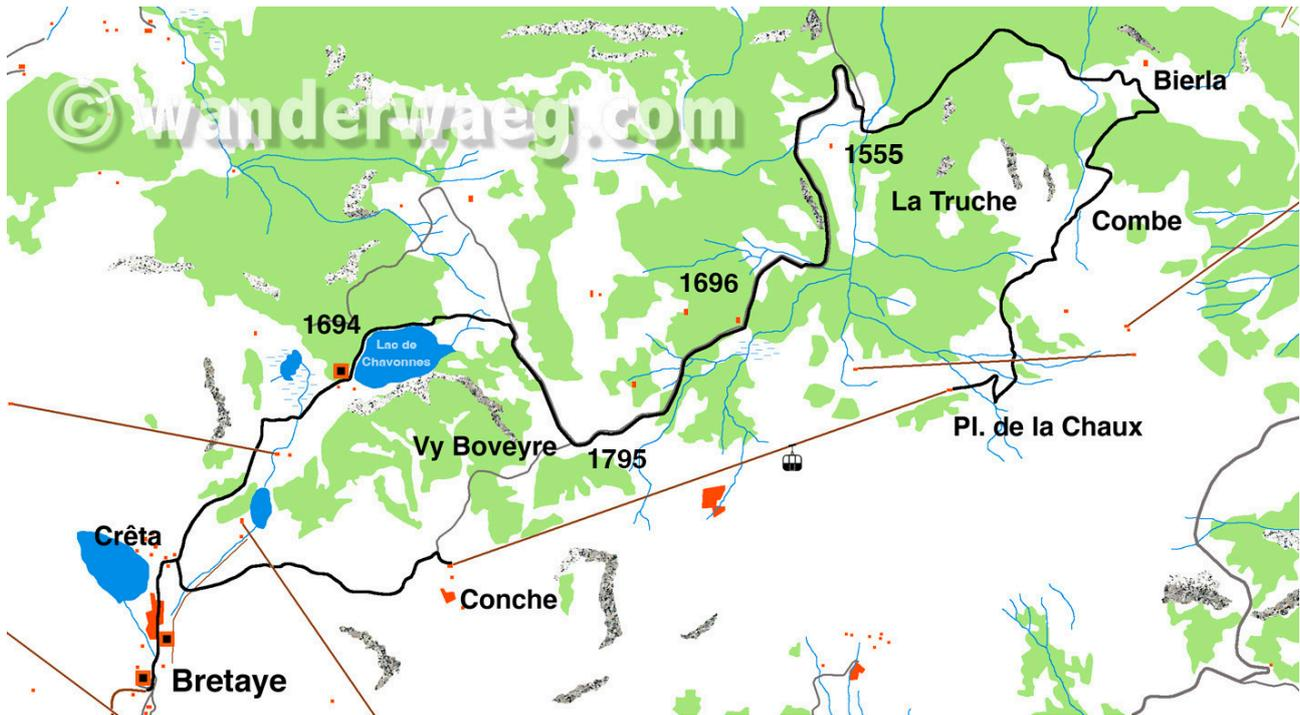 © wanderwaeg.com
Bierla
1555
La Truche
Combe
1696
1694
Lac de
Chavonnes
Pl. de la Chaux
Vy Boveyre
1795
Crêta
Conche
Bretaye